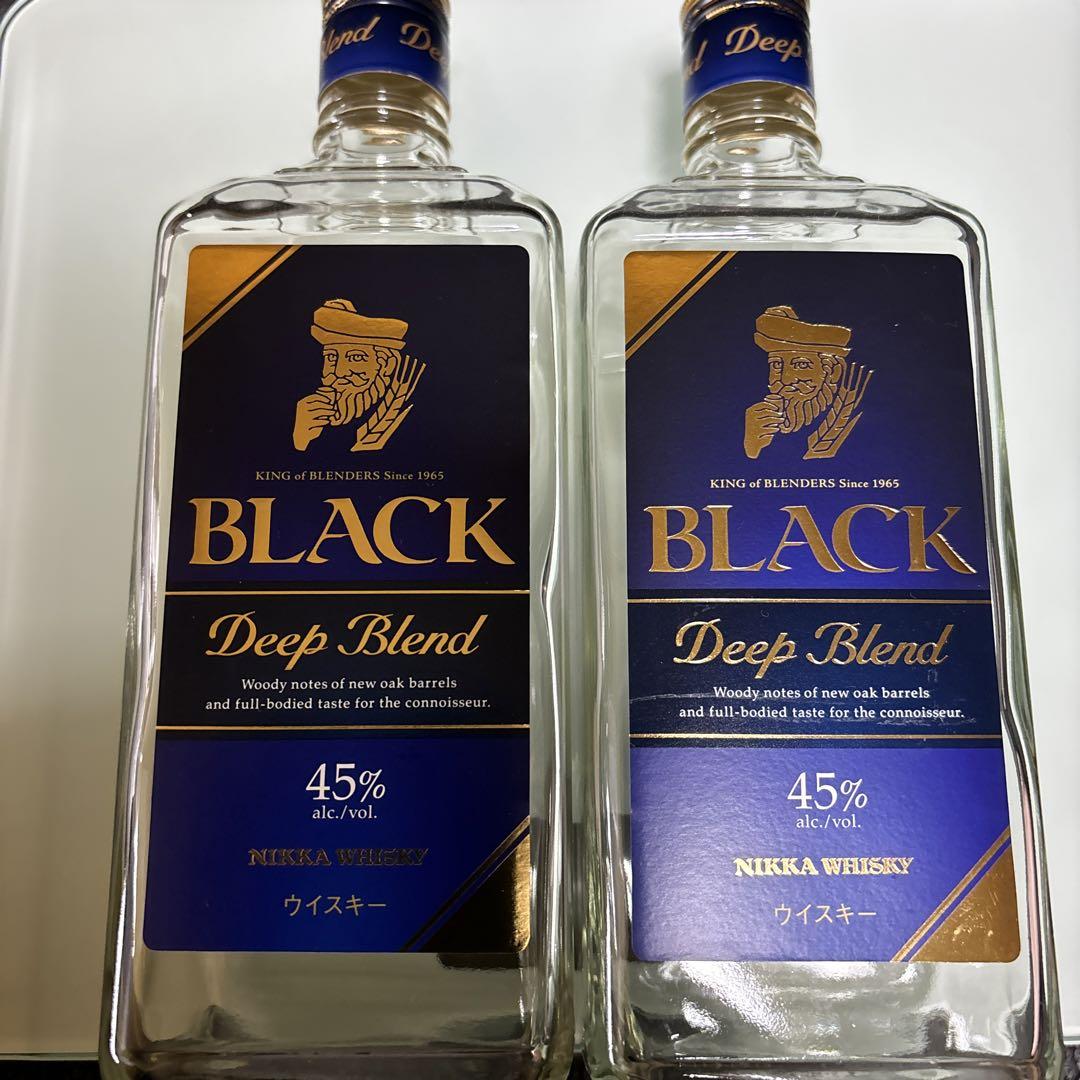 Blend Deep
Deep
KING of BLENDERS Since 1965
BLACK
Deep Blend
Woody notes of new oak barrels
and full-bodied taste for the connoisseur.
45%
alc./vol.
NIKKA WHISKY
ウイスキー
KING of BLENDERS Since 1965
BLACK
Deep Blend
Woody notes of new oak barrels
and full-bodied taste for the connoisseur.
45%
alc./vol.
NIKKA WHISKY
ウイスキー